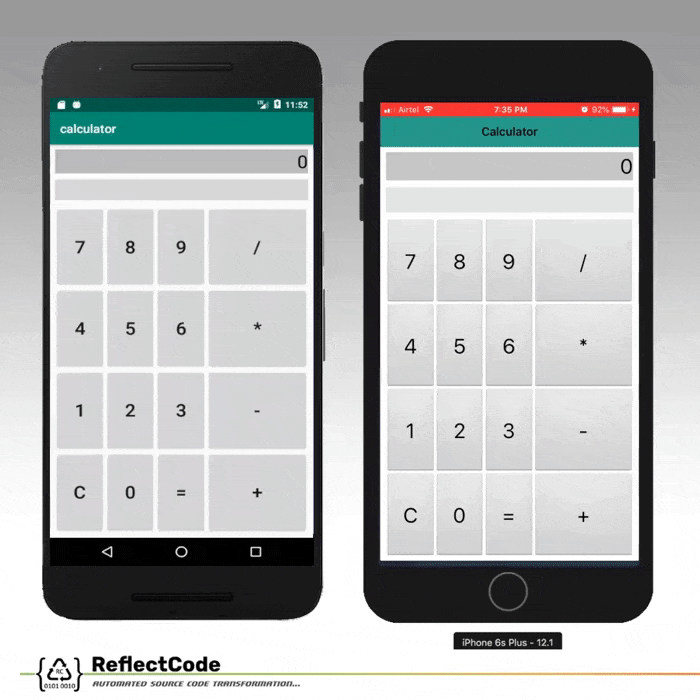 11:52
calculator
0
7 8 9 /
4 5 6 *
1 2 3 -
C 0 = +
Airtel 7:35 PM 92%
Calculator
0
7 8 9 /
4 5 6 *
1 2 3 -
C 0 = +
iPhone 6s Plus - 12.1
RC
0101 0010
ReflectCode
AUTOMATED SOURCE CODE TRANSFORMATION...